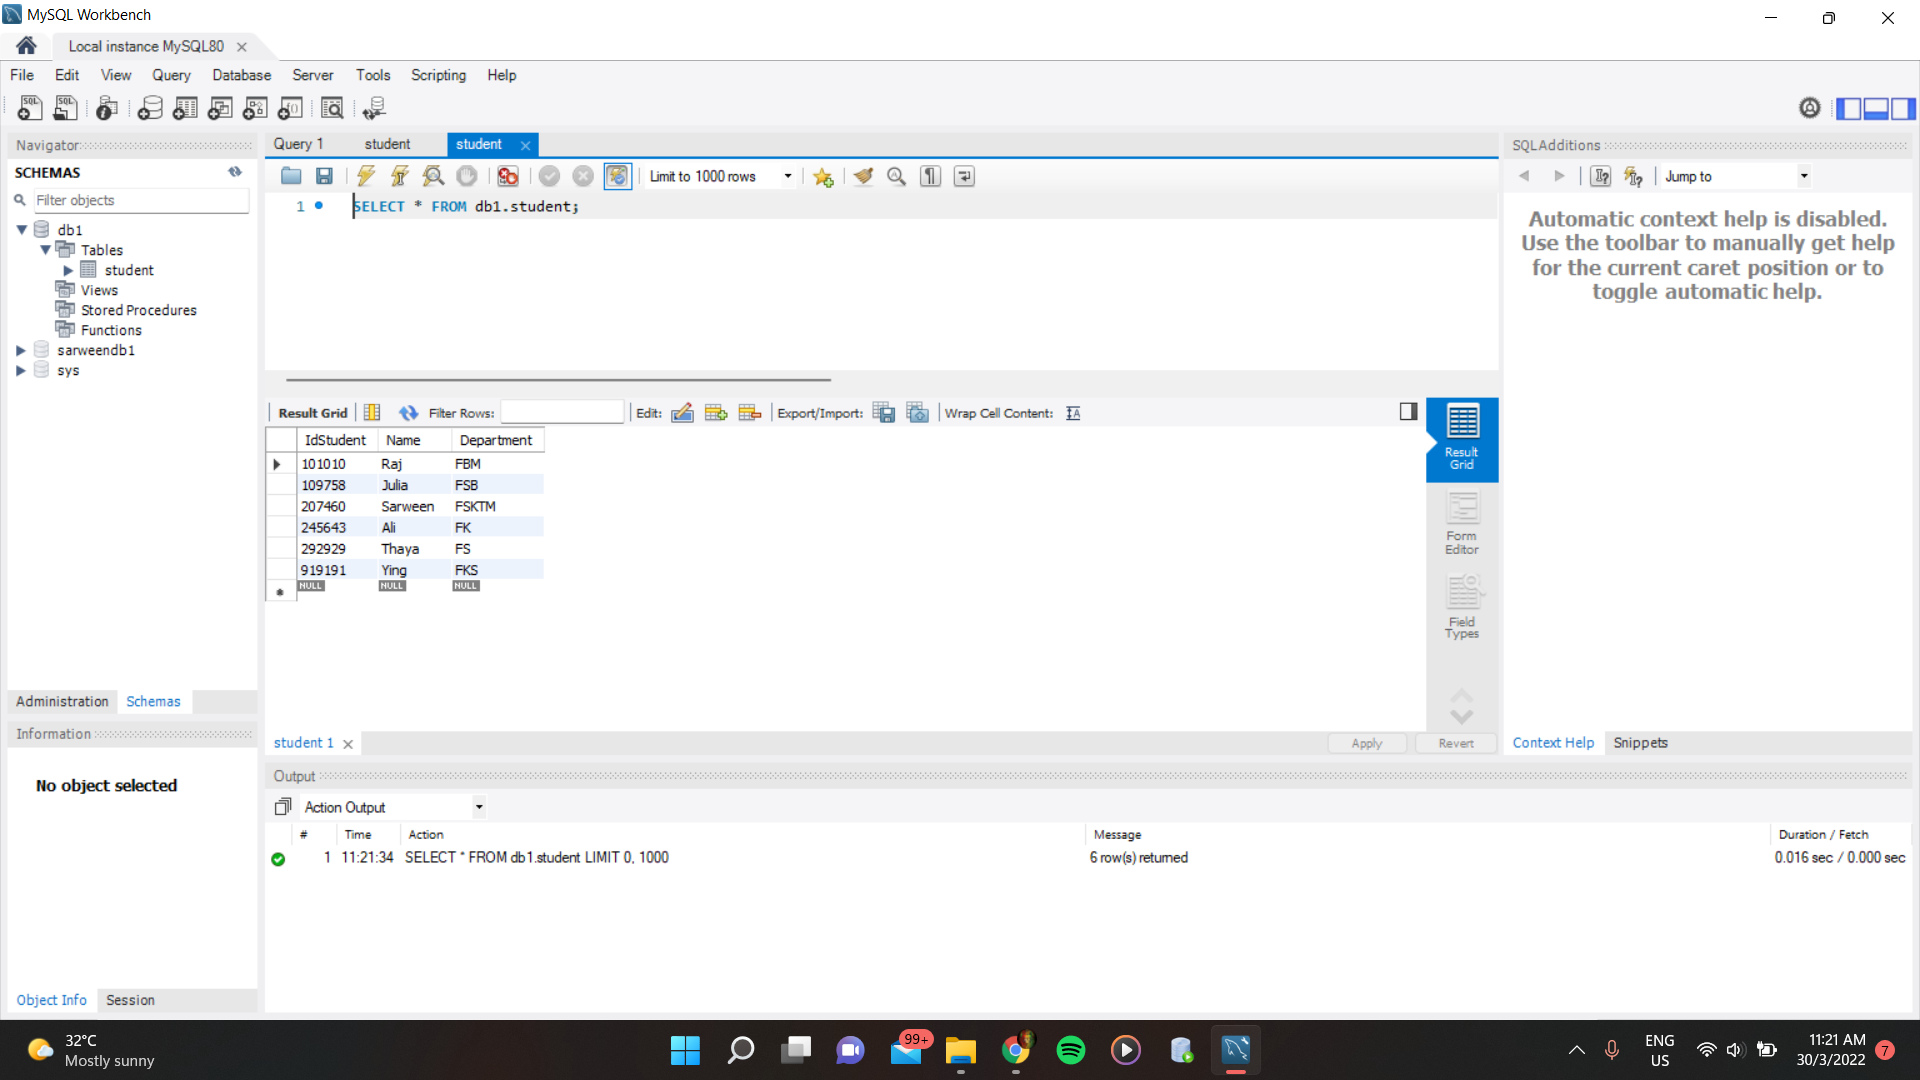 MySQL Workbench
Local instance MySQL80
File Edit View Query Database Server Tools Scripting Help
Navigator
SCHEMAS
Filter objects
db1
Tables
student
Views
Stored Procedures
Functions
sarweendb1
sys
Administration Schemas
Information
No object selected
Object Info Session
Query 1 student student
Limit to 1000 rows
1 SELECT * FROM db1.student;
Result Grid Filter Rows: Edit: Export/Import: Wrap Cell Content:
IdStudent Name Department
101010 Raj FBM
109758 Julia FSB
207460 Sarween FSKTM
245643 Ali FK
292929 Thaya FS
919191 Ying FKS
NULL NULL NULL
Result Grid
Form Editor
Field Types
student 1
Apply Revert
SQLAdditions
Jump to
Automatic context help is disabled.
Use the toolbar to manually get help
for the current caret position or to
toggle automatic help.
Context Help Snippets
Output
Action Output
# Time Action Message Duration / Fetch
1 11:21:34 SELECT * FROM db1.student LIMIT 0, 1000 6 row(s) returned 0.016 sec / 0.000 sec
32°C
Mostly sunny
99+
ENG
US
11:21 AM
30/3/2022
7